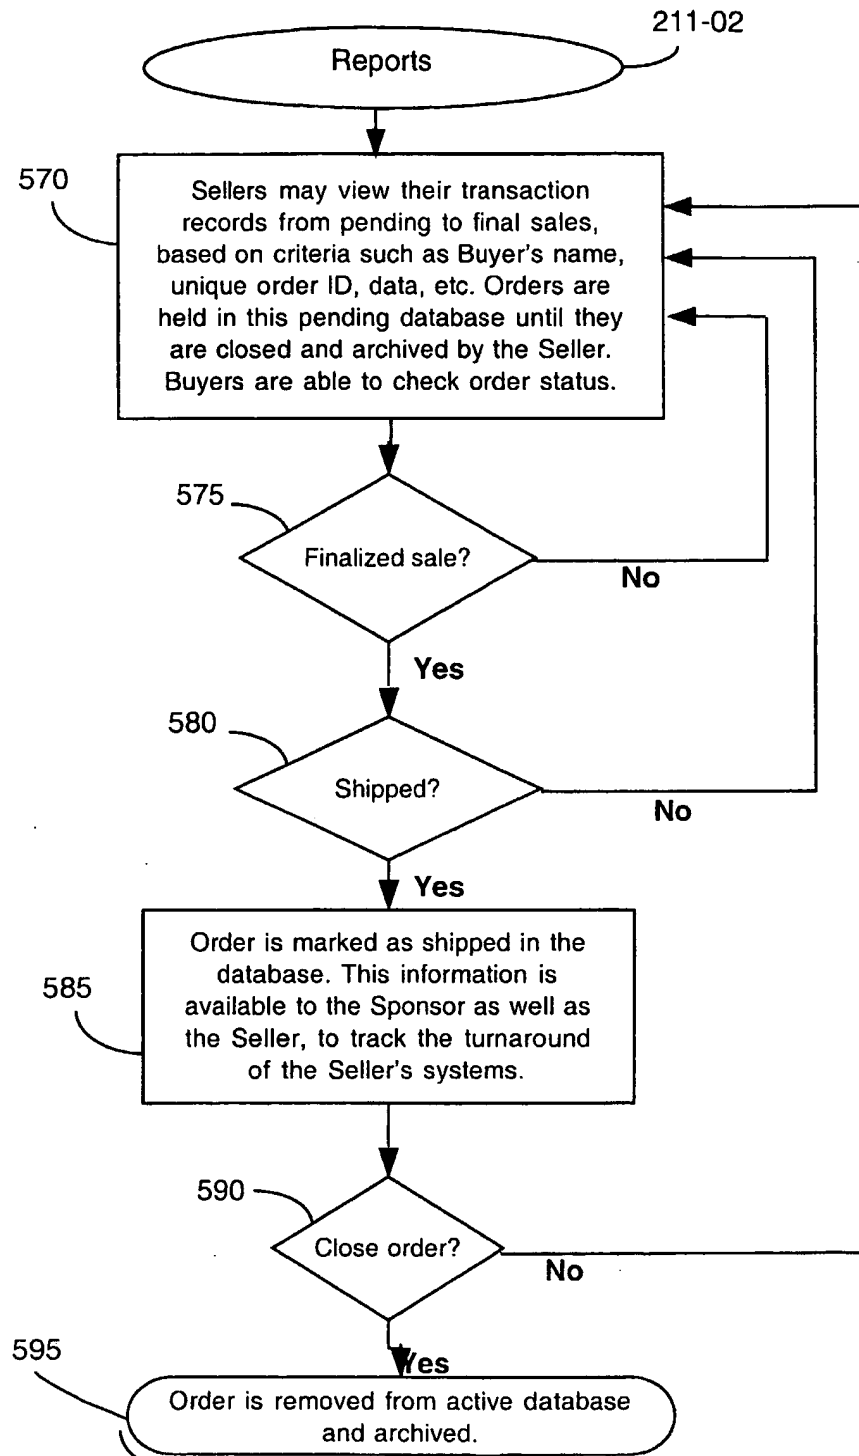 211-02
Reports
570
Sellers may view their transaction
records from pending to final sales,
based on criteria such as Buyer's name,
unique order ID, data, etc. Orders are
held in this pending database until they
are closed and archived by the Seller.
Buyers are able to check order status.
575
Finalized sale?
No
Yes
580
Shipped?
No
Yes
585
Order is marked as shipped in the
database. This information is
available to the Sponsor as well as
the Seller, to track the turnaround
of the Seller's systems.
590
Close order?
No
Yes
595
Order is removed from active database
and archived.